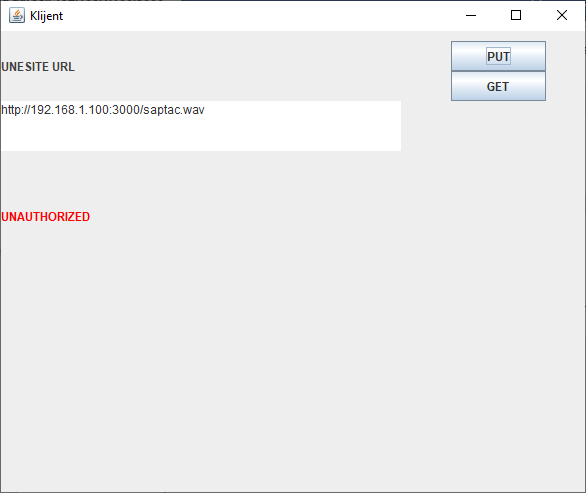 Klijent
PUT
UNESITE URL
GET
http://192.168.1.100:3000/saptac.wav
UNAUTHORIZED